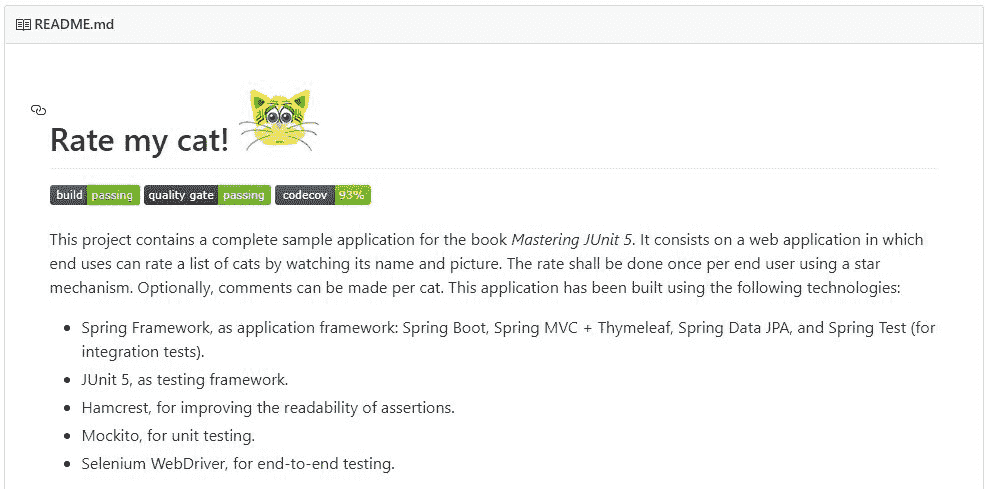 README.md
Rate my cat!
build passing quality gate passing codecov 93%
This project contains a complete sample application for the book Mastering JUnit 5. It consists on a web application in which
end uses can rate a list of cats by watching its name and picture. The rate shall be done once per end user using a star
mechanism. Optionally, comments can be made per cat. This application has been built using the following technologies:
• Spring Framework, as application framework: Spring Boot, Spring MVC + Thymeleaf, Spring Data JPA, and Spring Test (for
integration tests).
• JUnit 5, as testing framework.
• Hamcrest, for improving the readability of assertions.
• Mockito, for unit testing.
• Selenium WebDriver, for end-to-end testing.